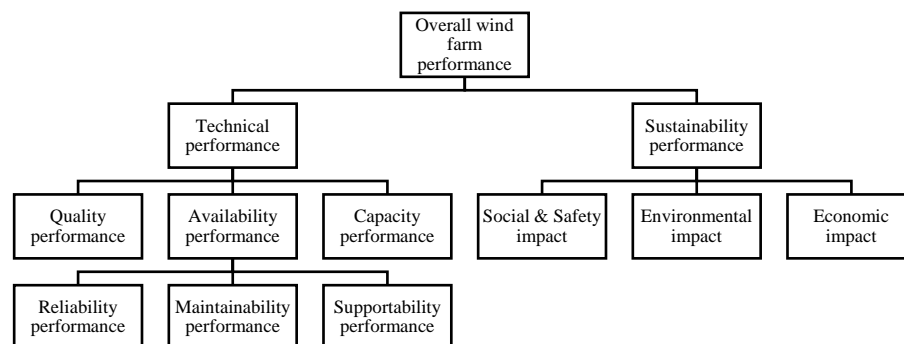 Overall wind
farm
performance
Technical
performance
Sustainability
performance
Quality
performance
Availability
performance
Capacity
performance
Social & Safety
impact
Environmental
impact
Economic
impact
Reliability
performance
Maintainability
performance
Supportability
performance